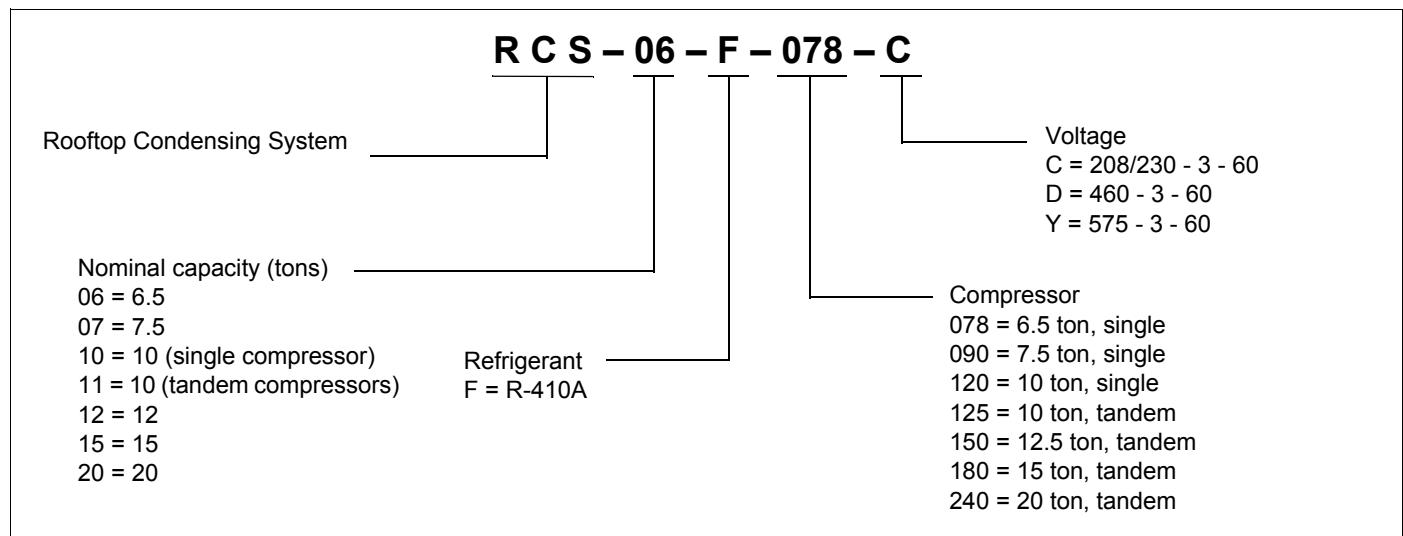 R C S – 06 – F – 078 – C
Rooftop Condensing System
Voltage
C = 208/230 - 3 - 60
D = 460 - 3 - 60
Y = 575 - 3 - 60
Nominal capacity (tons)
06 = 6.5
07 = 7.5
10 = 10 (single compressor)
11 = 10 (tandem compressors)
12 = 12
15 = 15
20 = 20
Refrigerant
F = R-410A
Compressor
078 = 6.5 ton, single
090 = 7.5 ton, single
120 = 10 ton, single
125 = 10 ton, tandem
150 = 12.5 ton, tandem
180 = 15 ton, tandem
240 = 20 ton, tandem